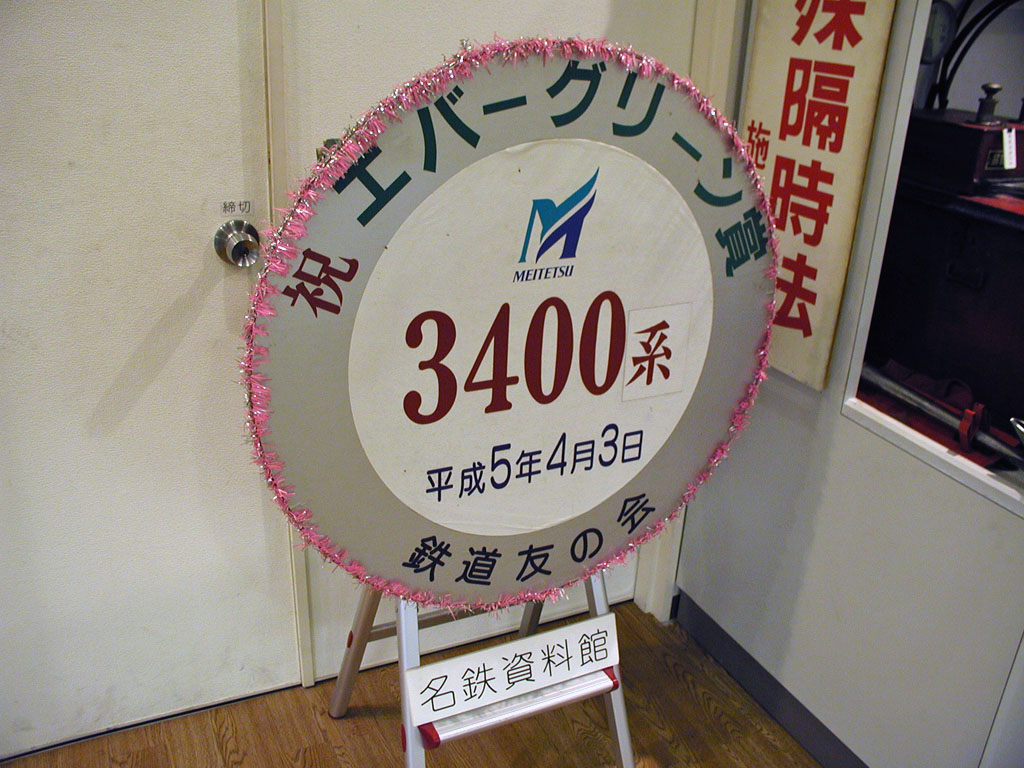 祝 エバーグリーン賞
MEITETSU
3400系
平成5年4月3日
鉄道友の会
名鉄資料館
締切
隔時法
施